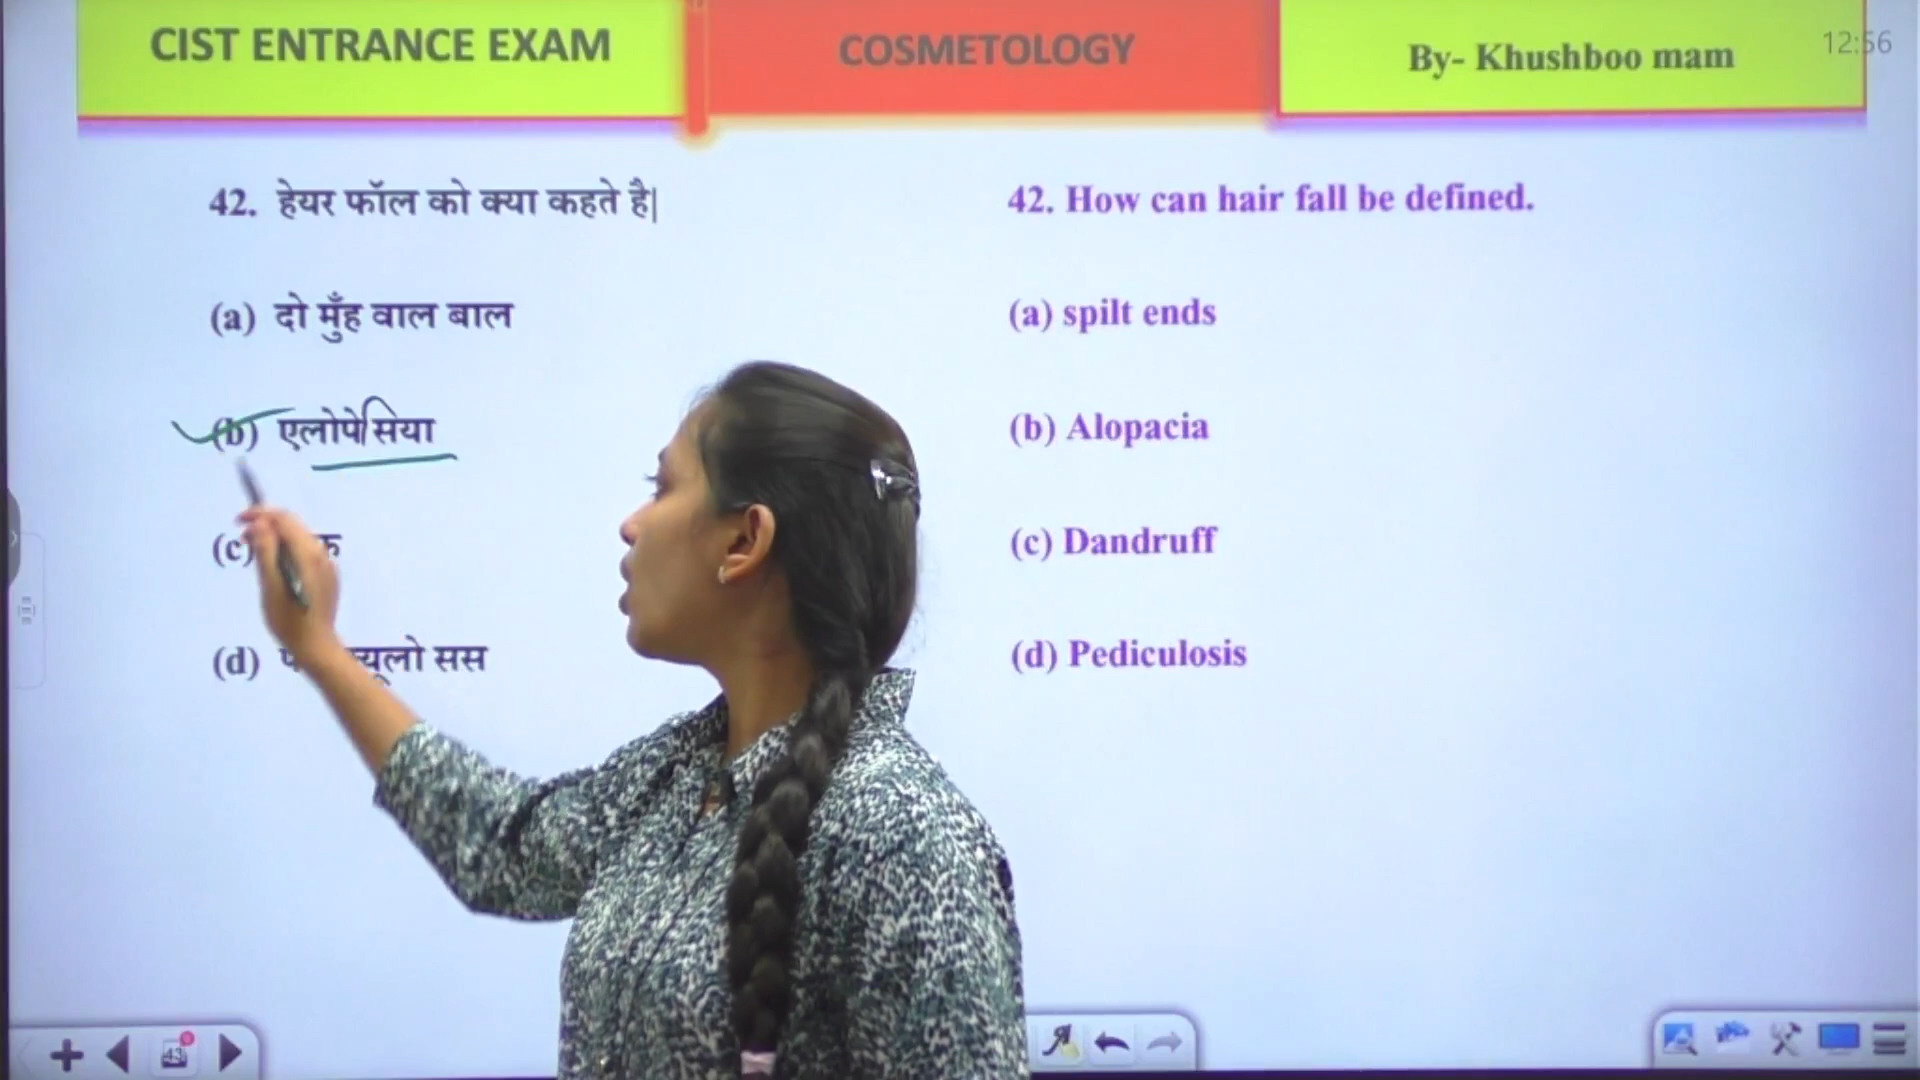 CIST ENTRANCE EXAM
COSMETOLOGY
By- Khushboo mam
12:56
42. हेयर फॉल को क्या कहते है|
(a) दो मुँह वाल बाल
(b) एलोपेसिया
(c)
(d) सस
42. How can hair fall be defined.
(a) spilt ends
(b) Alopacia
(c) Dandruff
(d) Pediculosis
43